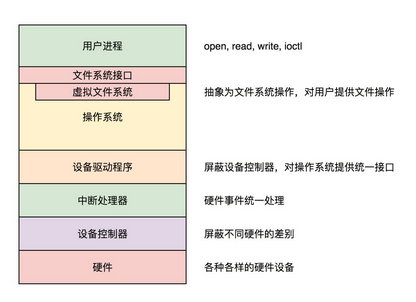 用户进程
open, read, write, ioctl
文件系统接口
虚拟文件系统
抽象为文件系统操作，对用户提供文件操作
操作系统
设备驱动程序
屏蔽设备控制器，对操作系统提供统一接口
中断处理器
硬件事件统一处理
设备控制器
屏蔽不同硬件的差别
硬件
各种各样的硬件设备